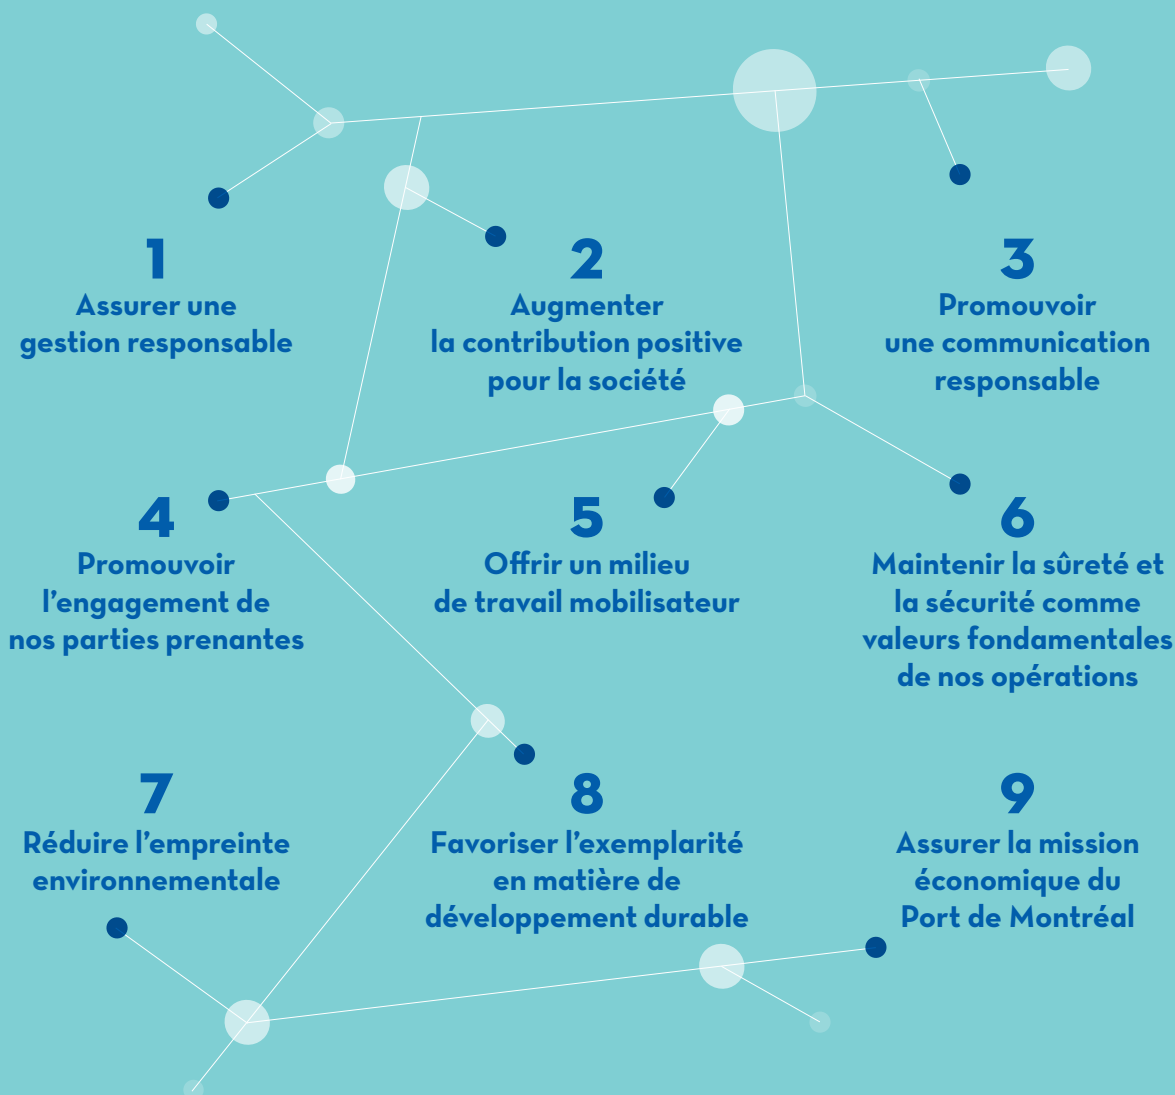 1
Assurer une
gestion responsable
2
Augmenter
la contribution positive
pour la société
3
Promouvoir
une communication
responsable
4
Promouvoir
l’engagement de
nos parties prenantes
5
Offrir un milieu
de travail mobilisateur
6
Maintenir la sûreté et
la sécurité comme
valeurs fondamentales
de nos opérations
7
Réduire l’empreinte
environnementale
8
Favoriser l’exemplarité
en matière de
développement durable
9
Assurer la mission
économique du
Port de Montréal